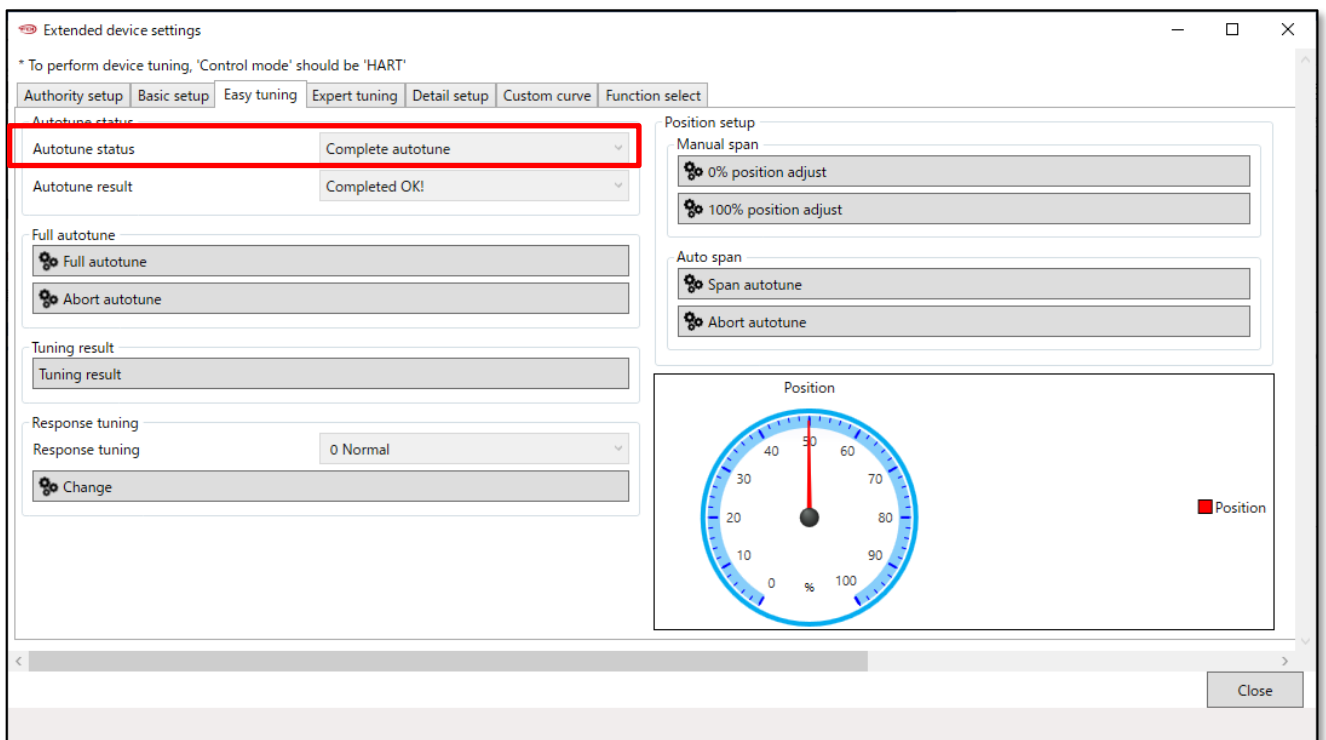 Extended device settings
* To perform device tuning, 'Control mode' should be 'HART'
Authority setup Basic setup Easy tuning Expert tuning Detail setup Custom curve Function select
Autotune status
Autotune status Complete autotune
Autotune result Completed OK!
Full autotune
Full autotune
Abort autotune
Tuning result
Tuning result
Response tuning
Response tuning 0 Normal
Change
Position setup
Manual span
0% position adjust
100% position adjust
Auto span
Span autotune
Abort autotune
Position
40 50 60
30 70
20 80
10 90
0 % 100
Position
Close